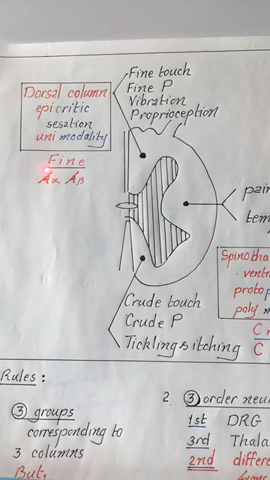 Fine touch
Fine P
Vibration
Proprioception
Dorsal column
epicritic
sesation
uni modality
Fine
Aα Aβ
pai
tem
Spinotha
ventr
proto p
poly m
C
C
Crude touch
Crude P
Tickling & itching
Rules :
③ groups
corresponding to
3 columns
But,
2. ③ order neu
1st DRG
3rd Thala
2nd differe